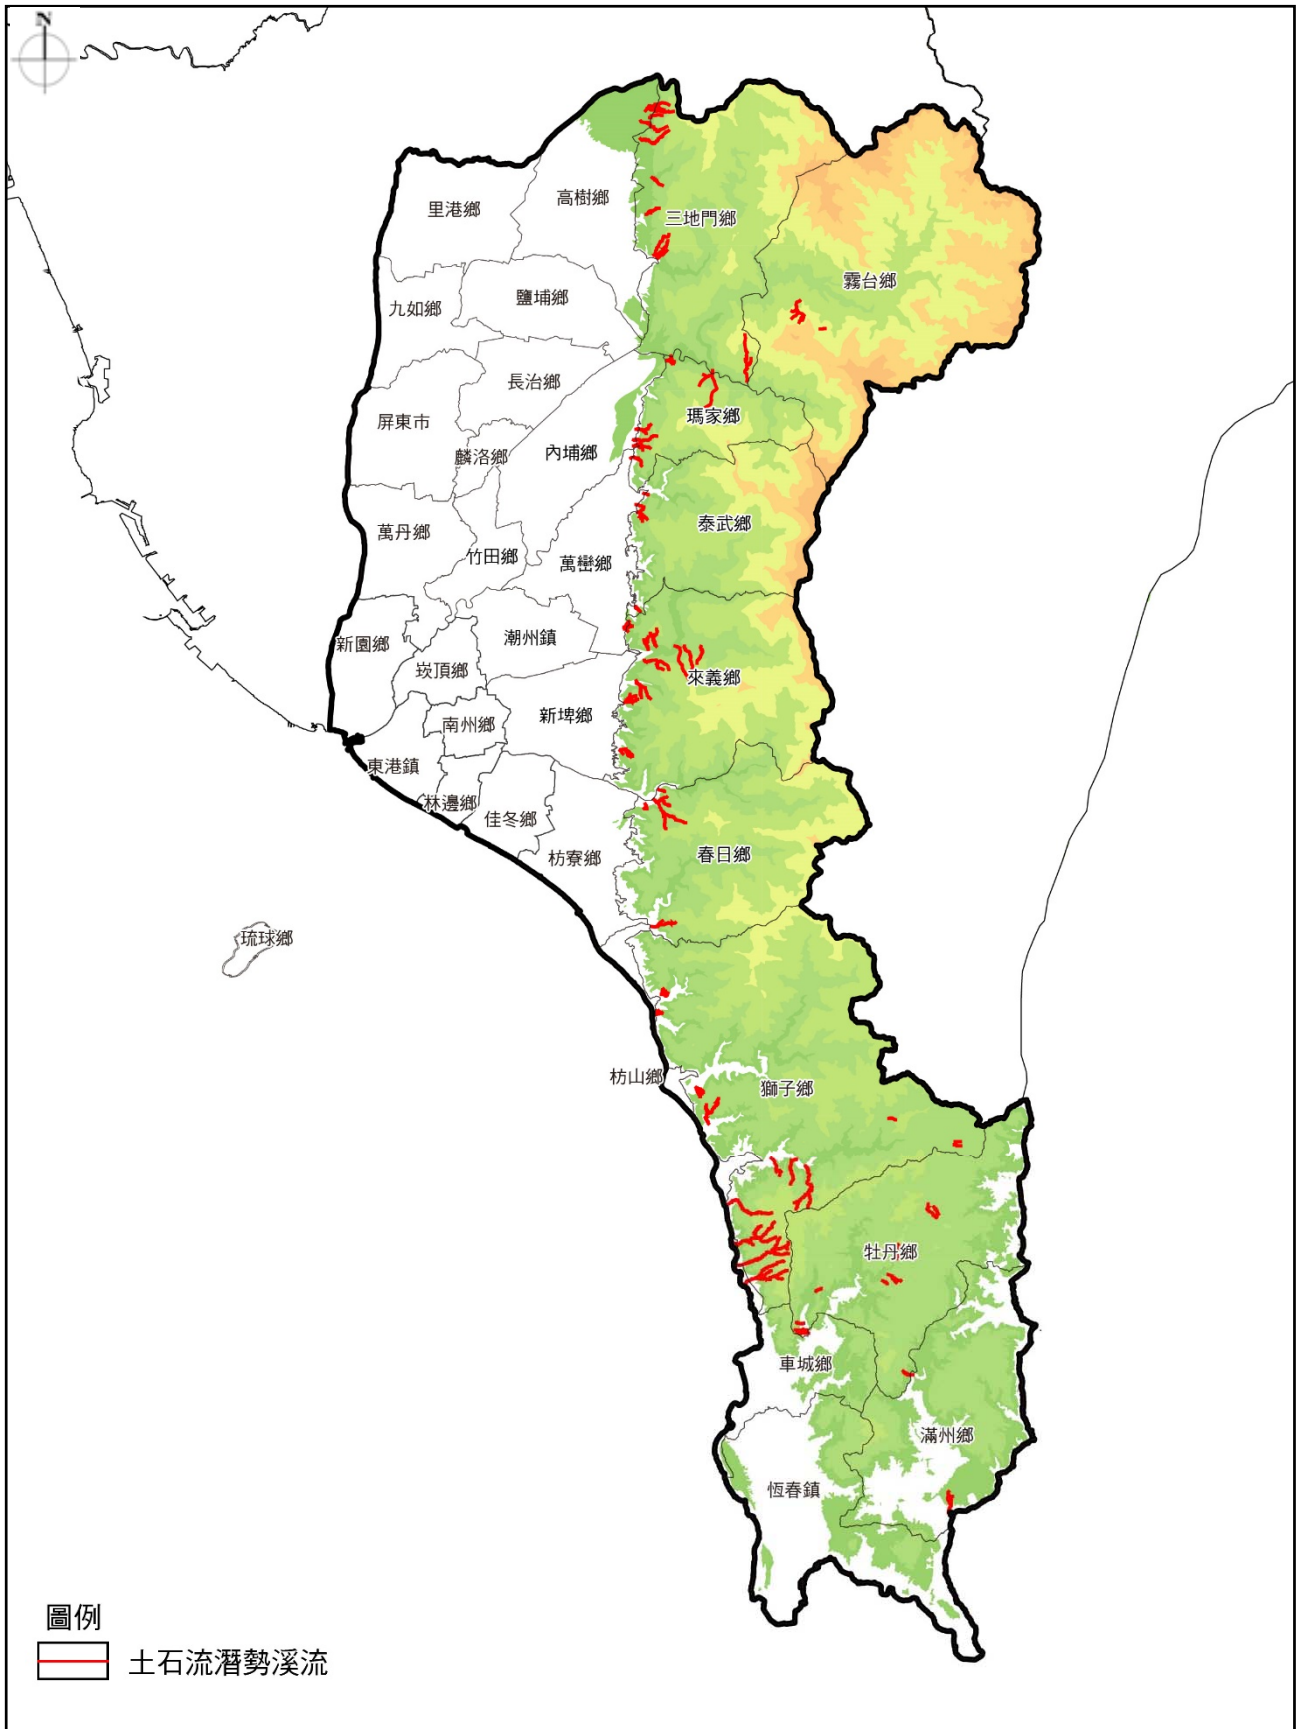 N
高樹鄉
里港鄉
三地門鄉
霧台鄉
鹽埔鄉
九如鄉
長治鄉
瑪家鄉
屏東市
內埔鄉
麟洛鄉
泰武鄉
萬丹鄉
竹田鄉
萬巒鄉
潮州鎮
新園鄉
崁頂鄉
來義鄉
新埤鄉
南州鄉
東港鎮
林邊鄉
佳冬鄉
春日鄉
枋寮鄉
琉球鄉
枋山鄉
獅子鄉
牡丹鄉
車城鄉
滿州鄉
恆春鎮
圖例
土石流潛勢溪流